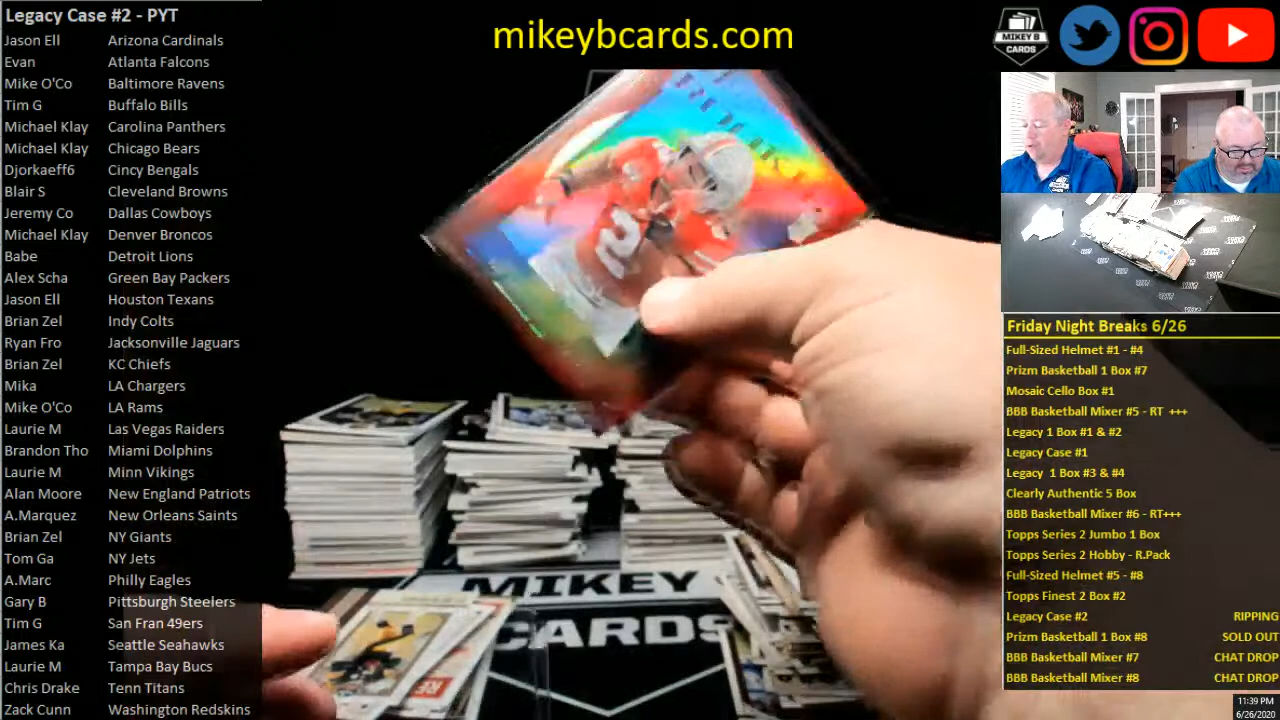 Legacy Case #2 - PYT
Jason Ell Arizona Cardinals
Evan Atlanta Falcons
Mike O'Co Baltimore Ravens
Tim G Buffalo Bills
Michael Klay Carolina Panthers
Michael Klay Chicago Bears
Djorkaeff6 Cincy Bengals
Blair S Cleveland Browns
Jeremy Co Dallas Cowboys
Michael Klay Denver Broncos
Babe Detroit Lions
Alex Scha Green Bay Packers
Jason Ell Houston Texans
Brian Zel Indy Colts
Ryan Fro Jacksonville Jaguars
Brian Zel KC Chiefs
Mika LA Chargers
Mike O'Co LA Rams
Laurie M Las Vegas Raiders
Brandon Tho Miami Dolphins
Laurie M Minn Vikings
Alan Moore New England Patriots
A.Marquez New Orleans Saints
Brian Zel NY Giants
Tom Ga NY Jets
A.Marc Philly Eagles
Gary B Pittsburgh Steelers
Tim G San Fran 49ers
James Ka Seattle Seahawks
Laurie M Tampa Bay Bucs
Chris Drake Tenn Titans
Zack Cunn Washington Redskins
mikeybcards.com
MIKEY B
CARDS
2
MIKEY
CARDS
RE
Friday Night Breaks 6/26
Full-Sized Helmet #1 - #4
Prizm Basketball 1 Box #7
Mosaic Cello Box #1
BBB Basketball Mixer #5 - RT +++
Legacy 1 Box #1 & #2
Legacy Case #1
Legacy 1 Box #3 & #4
Clearly Authentic 5 Box
BBB Basketball Mixer #6 - RT+++
Topps Series 2 Jumbo 1 Box
Topps Series 2 Hobby - R.Pack
Full-Sized Helmet #5 - #8
Topps Finest 2 Box #2
Legacy Case #2 RIPPING
Prizm Basketball 1 Box #8 SOLD OUT
BBB Basketball Mixer #7 CHAT DROP
BBB Basketball Mixer #8 CHAT DROP
11:39 PM
6/26/2020